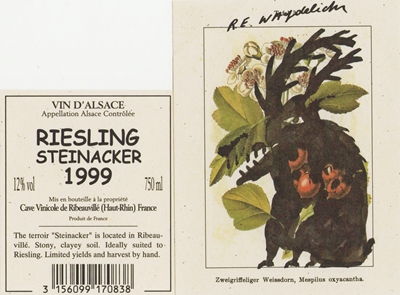 VIN D'ALSACE
Appellation Alsace Contrôlée
RIESLING
STEINACKER
1999
12% vol
750 ml
Mis en bouteille à la propriété
Cave Vinicole de Ribeauvillé (Haut-Rhin) France
Produit de France
The terroir "Steinacker" is located in Ribeau-
villé. Stony, clayey soil. Ideally suited to
Riesling. Limited yields and harvest by hand.
3 156099 170838
R.E.
Zweigriffeliger Weissdorn, Mespilus oxyacantha.